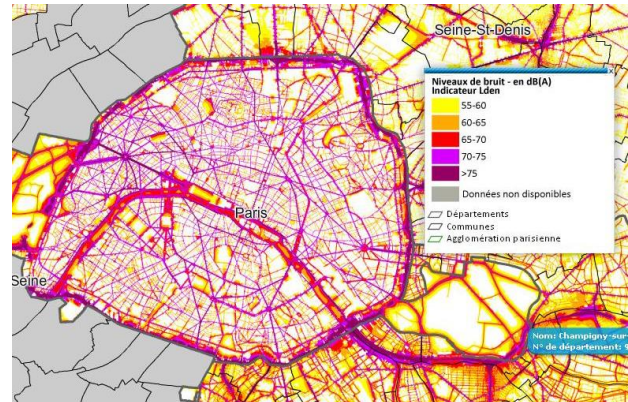 Seine-St-Denis
Niveaux de bruit - en dB(A)
Indicateur Lden
55-60
60-65
65-70
70-75
>75
Données non disponibles
Départements
Communes
Agglomération parisienne
Paris
Seine
Nom: Champigny-sur-
N° de département: 9